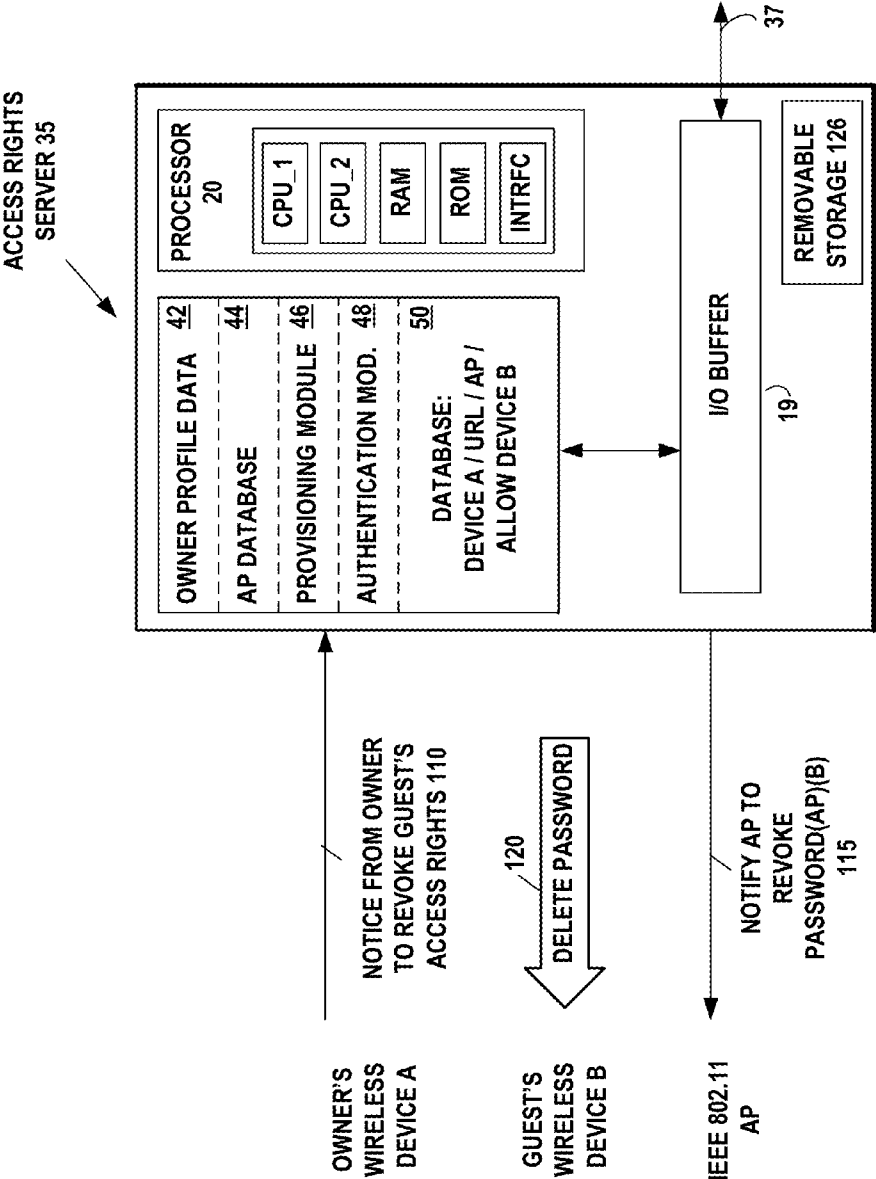 ACCESS RIGHTS
SERVER 35
OWNER PROFILE DATA 42
AP DATABASE 44
PROVISIONING MODULE 46
AUTHENTICATION MOD. 48
50
DATABASE:
DEVICE A / URL / AP /
ALLOW DEVICE B
PROCESSOR
20
CPU_1
CPU_2
RAM
ROM
INTRFC
I/O BUFFER
19
REMOVABLE
STORAGE 126
37
OWNER'S
WIRELESS
DEVICE A
NOTICE FROM OWNER
TO REVOKE GUEST'S
ACCESS RIGHTS 110
GUEST'S
WIRELESS
DEVICE B
120
DELETE PASSWORD
IEEE 802.11
AP
NOTIFY AP TO
REVOKE
PASSWORD(AP)(B)
115